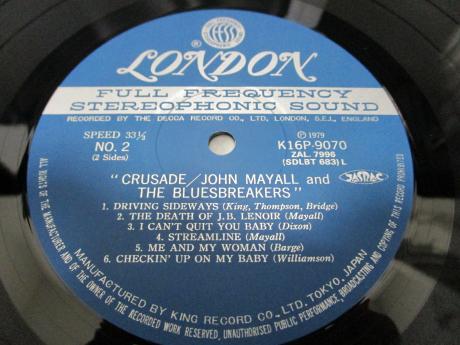 ®
LONDON
FULL FREQUENCY
STEREOPHONIC SOUND
RECORDED BY THE DECCA RECORD CO., LTD., LONDON, S.E.I., ENGLAND
SPEED 33⅓
NO. 2
(2 Sides)
℗ 1979
K16P-9070
ZAL 7996
(SDLBT 683) L
JASRAC
"CRUSADE/JOHN MAYALL and
THE BLUESBREAKERS"
1. DRIVING SIDEWAYS (King, Thompson, Bridge)
2. THE DEATH OF J.B. LENOIR (Mayall)
3. I CAN'T QUIT YOU BABY (Dixon)
4. STREAMLINE (Mayall)
5. ME AND MY WOMAN (Barge)
6. CHECKIN' UP ON MY BABY (Williamson)
MANUFACTURED BY KING RECORD CO., LTD. TOKYO, JAPAN
ALL RIGHTS OF THE MANUFACTURER AND OF THE OWNER OF THE RECORDED WORK RESERVED, UNAUTHORISED PUBLIC PERFORMANCE, BROADCASTING AND COPYING OF THIS RECORD PROHIBITED